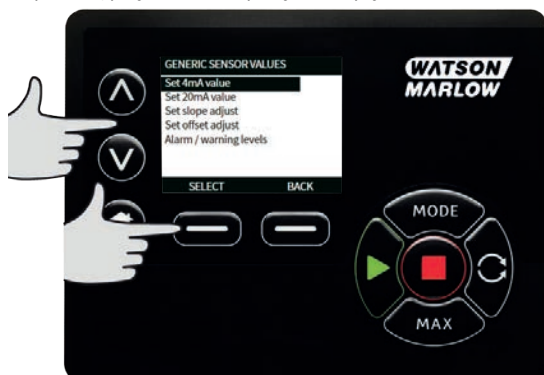 GENERIC SENSOR VALUES
Set 4mA value
Set 20mA value
Set slope adjust
Set offset adjust
Alarm / warning levels
SELECT BACK
WATSON
MARLOW
MODE
MAX